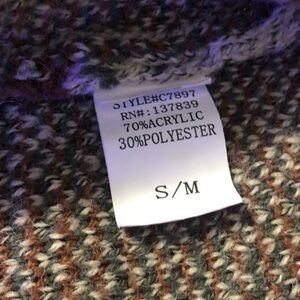 STYLE#C7897
RN#: 137839
70%ACRYLIC
30%POLYESTER
S/M